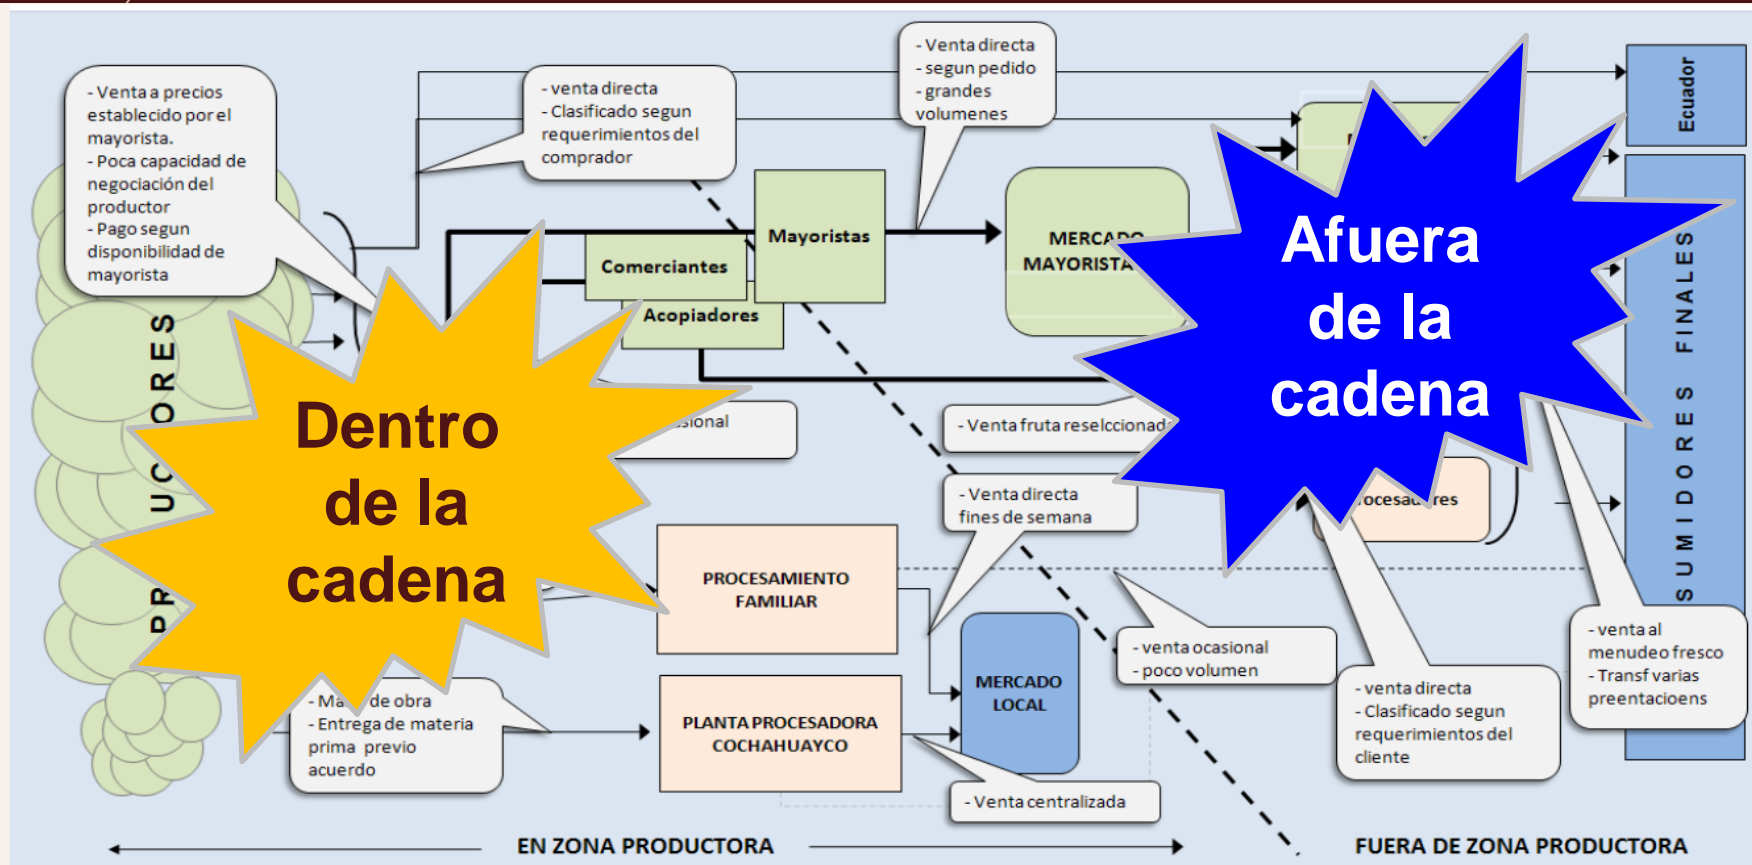 - Venta a precios
establecido por el
mayorista.
- Poca capacidad de
negociación del
productor
- Pago segun
disponibilidad de
mayorista
- venta directa
- Clasificado segun
requerimientos del
comprador
- Venta directa
- segun pedido
- grandes
volumenes
Ecuador
Mayoristas
Comerciantes
Acopiadores
MERCADO
MAYORISTA
Afuera
de la
cadena
FINALES
SUMIDORES
Dentro
de la
cadena
- Venta fruta reselccionada
- Venta directa
fines de semana
PROCESAMIENTO
FAMILIAR
MERCADO
LOCAL
- venta ocasional
- poco volumen
- venta al
menudeo fresco
- Transf varias
preentacioens
- venta directa
- Clasificado segun
requerimientos del
cliente
- de obra
- Entrega de materia
prima previo
acuerdo
PLANTA PROCESADORA
COCHAHUAYCO
- Venta centralizada
EN ZONA PRODUCTORA
FUERA DE ZONA PRODUCTORA